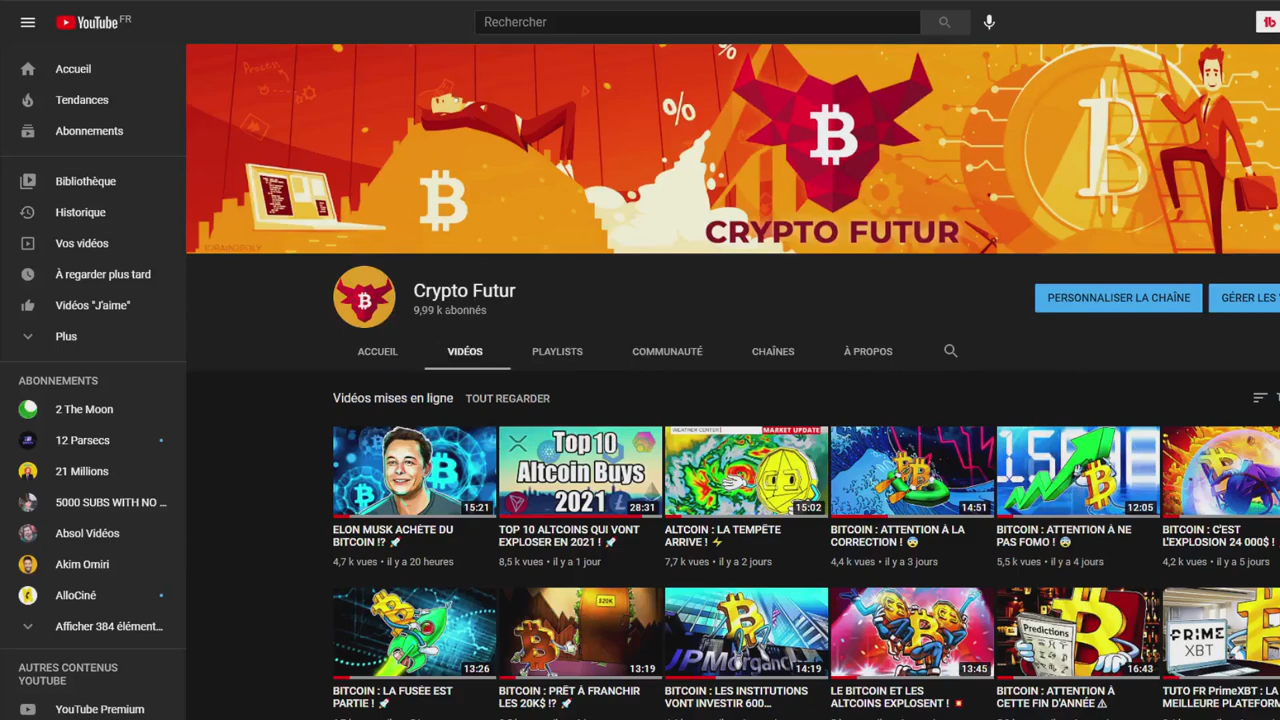 YouTube FR
Rechercher
Accueil
Tendances
Abonnements
Bibliothèque
Historique
Vos vidéos
À regarder plus tard
Vidéos "J'aime"
Plus
ABONNEMENTS
2 The Moon
12 Parsecs
21 Millions
5000 SUBS WITH NO ...
Absol Vidéos
Akim Omiri
AlloCiné
Afficher 384 élément...
AUTRES CONTENUS
YOUTUBE
YouTube Premium
%
%
CRYPTO FUTUR
Crypto Futur
9,99 k abonnés
PERSONNALISER LA CHAÎNE
GÉRER LES
ACCUEIL
VIDÉOS
PLAYLISTS
COMMUNAUTÉ
CHAÎNES
À PROPOS
Vidéos mises en ligne
TOUT REGARDER
15:21
ELON MUSK ACHÈTE DU
BITCOIN !? 🚀
4,7 k vues • il y a 20 heures
Top 10
Altcoin Buys
2021
28:31
TOP 10 ALTCOINS QUI VONT
EXPLOSER EN 2021 ! 🚀
8,5 k vues • il y a 1 jour
WEATHER CENTER
MARKET UPDATE
15:02
ALTCOIN : LA TEMPÊTE
ARRIVE ! ⚡
7,7 k vues • il y a 2 jours
14:51
BITCOIN : ATTENTION À LA
CORRECTION ! 😨
4,4 k vues • il y a 3 jours
12:05
BITCOIN : ATTENTION À NE
PAS FOMO ! 😨
5,5 k vues • il y a 4 jours
BITCOIN : C'EST
L'EXPLOSION 24 000$ !
4,2 k vues • il y a 5 jours
13:26
BITCOIN : LA FUSÉE EST
PARTIE ! 🚀
$20K
13:19
BITCOIN : PRÊT À FRANCHIR
LES 20K$ !? 🚀
JPMorganCh
14:19
BITCOIN : LES INSTITUTIONS
VONT INVESTIR 600...
13:45
LE BITCOIN ET LES
ALTCOINS EXPLOSENT ! 💥
Predictions
16:43
BITCOIN : ATTENTION À
CETTE FIN D'ANNÉE ⚠
PRIME
XBT
TUTO FR PrimeXBT : LA
MEILLEURE PLATEFORM